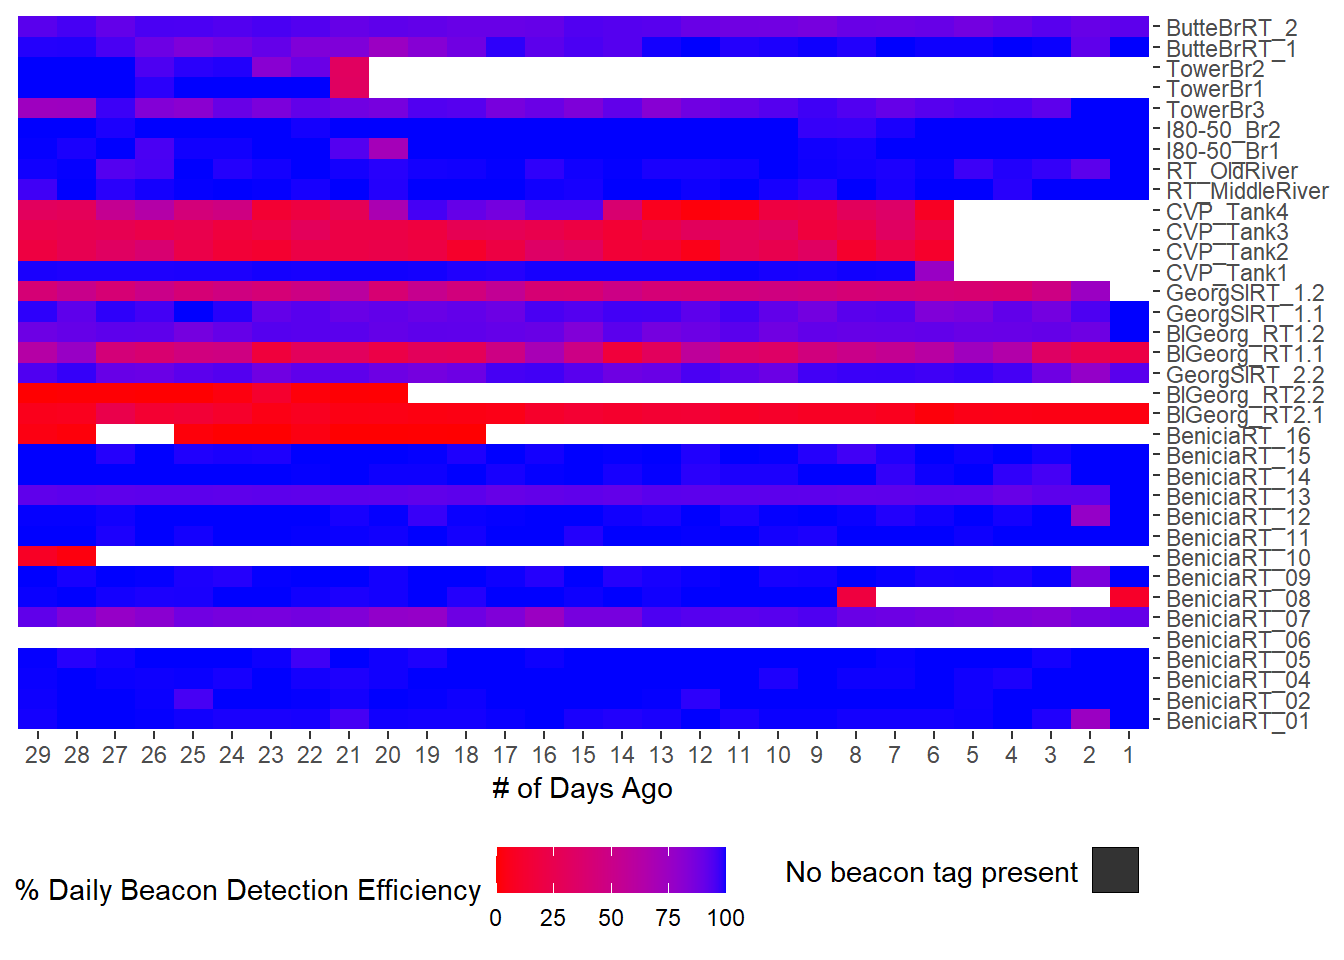 ButteBrRT_2
ButteBrRT_1
TowerBr2
TowerBr1
TowerBr3
I80-50_Br2
I80-50_Br1
RT_OldRiver
RT_MiddleRiver
CVP_Tank4
CVP_Tank3
CVP_Tank2
CVP_Tank1
GeorgSlRT_1.2
GeorgSlRT_1.1
BlGeorg_RT1.2
BlGeorg_RT1.1
GeorgSlRT_2.2
BlGeorg_RT2.2
BlGeorg_RT2.1
BeniciaRT_16
BeniciaRT_15
BeniciaRT_14
BeniciaRT_13
BeniciaRT_12
BeniciaRT_11
BeniciaRT_10
BeniciaRT_09
BeniciaRT_08
BeniciaRT_07
BeniciaRT_06
BeniciaRT_05
BeniciaRT_04
BeniciaRT_02
BeniciaRT_01
29 28 27 26 25 24 23 22 21 20 19 18 17 16 15 14 13 12 11 10 9 8 7 6 5 4 3 2 1
# of Days Ago
% Daily Beacon Detection Efficiency
0 25 50 75 100
No beacon tag present